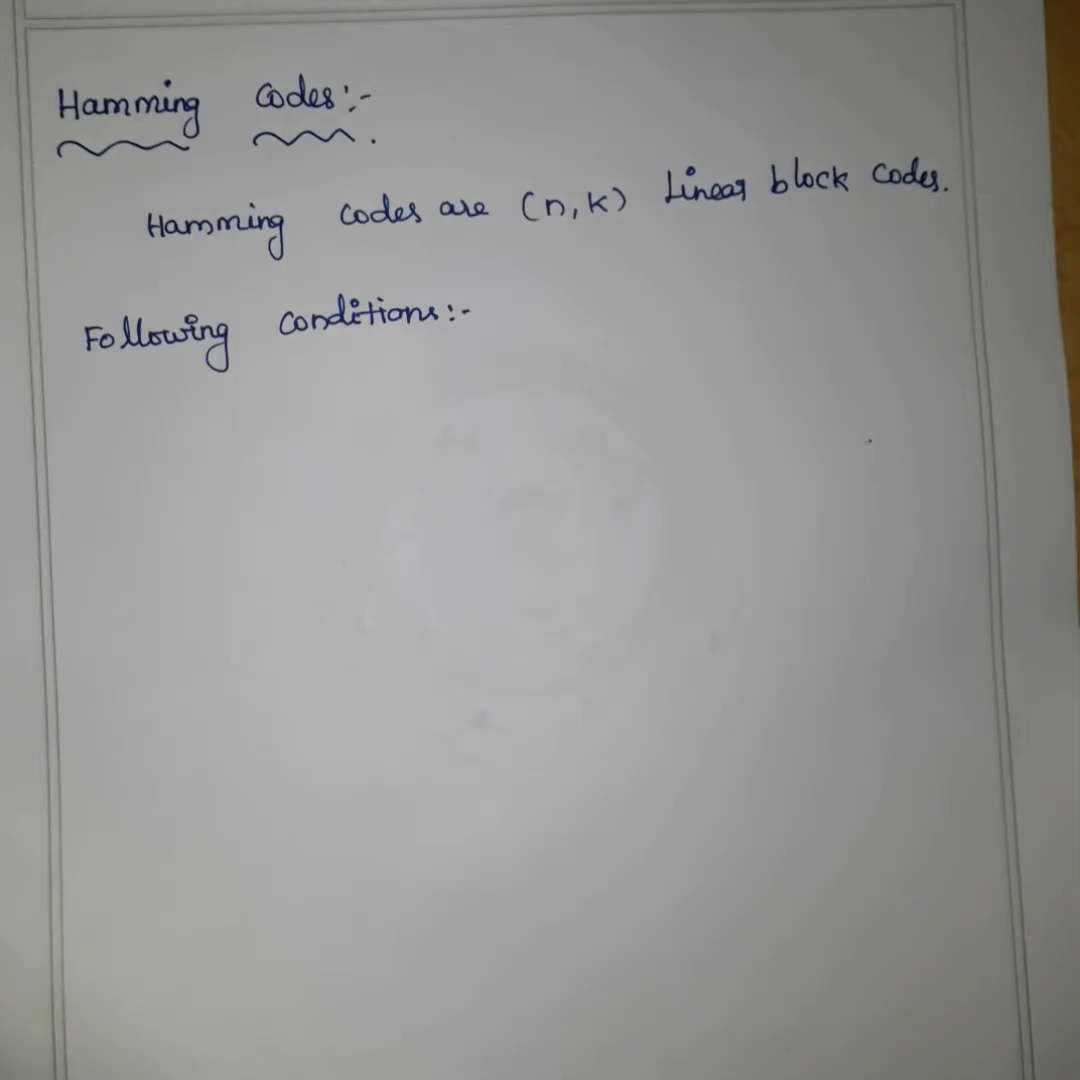 Hamming codes:-
Hamming codes are (n,k) Linear block codes.
Following conditions:-